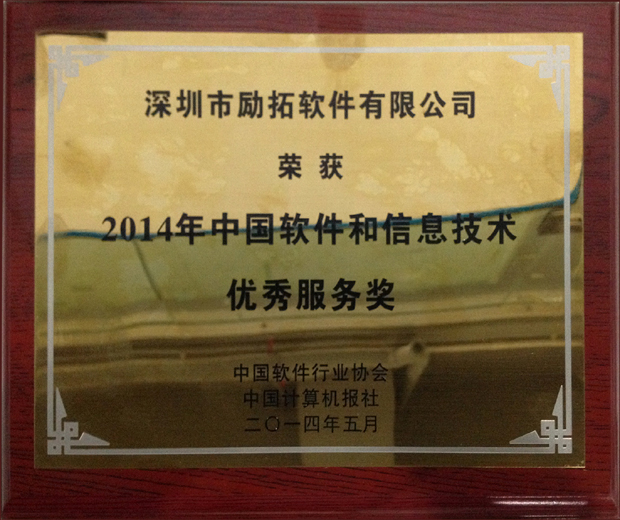 深圳市励拓软件有限公司
荣 获
2014年中国软件和信息技术
优秀服务奖
中国软件行业协会
中国计算机报社
二〇一四年五月